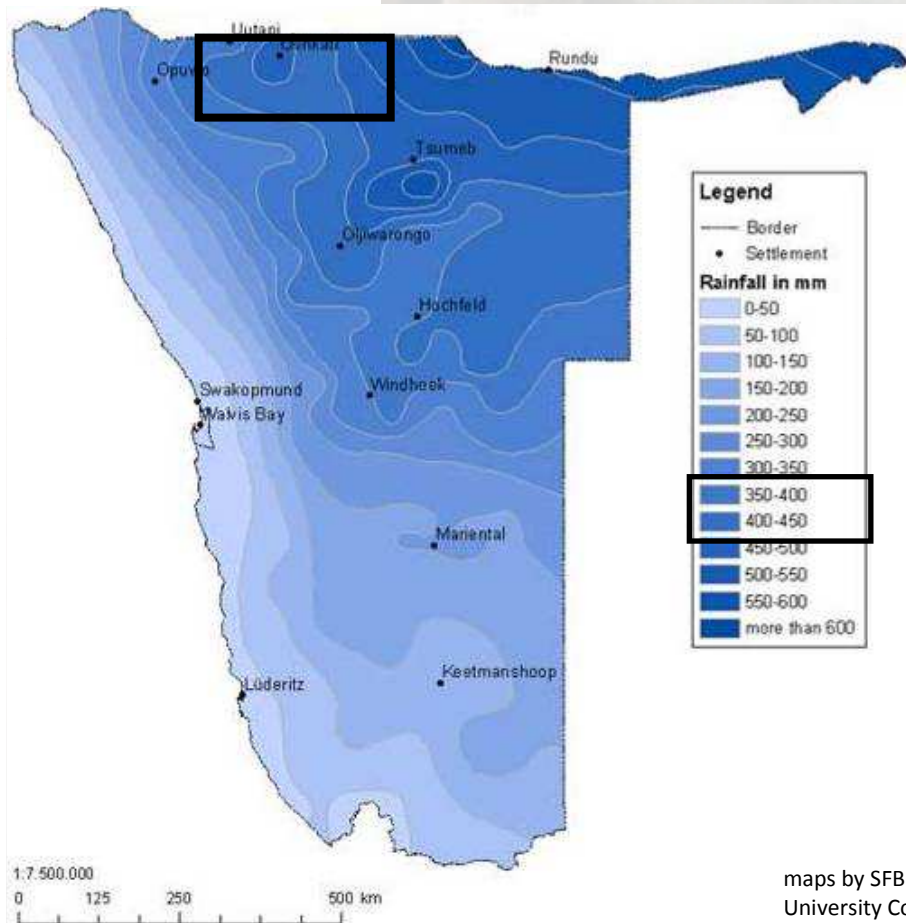 Opuwo
Rundu
Tsumeb
Otjiwarongo
Hochfeld
Windhoek
Swakopmund
Walvis Bay
Mariental
Keetmanshoop
Lüderitz
Legend
Border
Settlement
Rainfall in mm
0-50
50-100
100-150
150-200
200-250
250-300
300-350
350-400
400-450
450-500
500-550
550-600
more than 600
1:7.500.000
0 125 250 500 km
maps by SFB
University Co